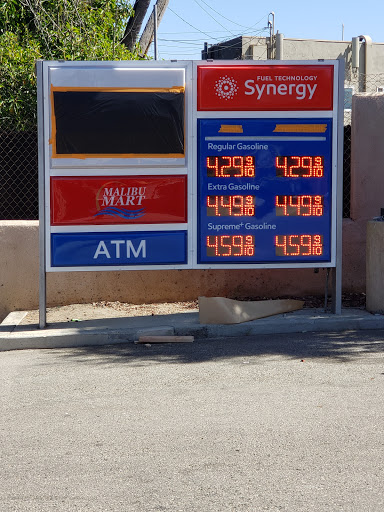 FUEL TECHNOLOGY
Synergy
Regular Gasoline
4.29 9/10 4.29 9/10
Extra Gasoline
4.49 9/10 4.49 9/10
Supreme+ Gasoline
4.59 9/10 4.59 9/10
MALIBU
MART
ATM